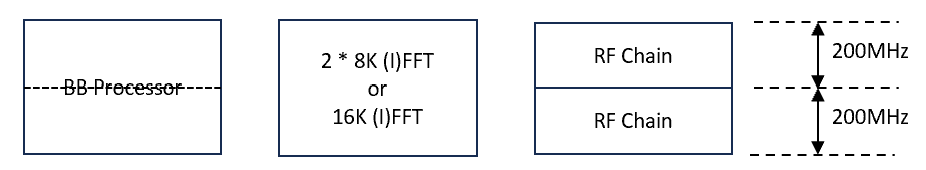 BB Processor
2 * 8K (I)FFT
or
16K (I)FFT
RF Chain
RF Chain
200MHz
200MHz